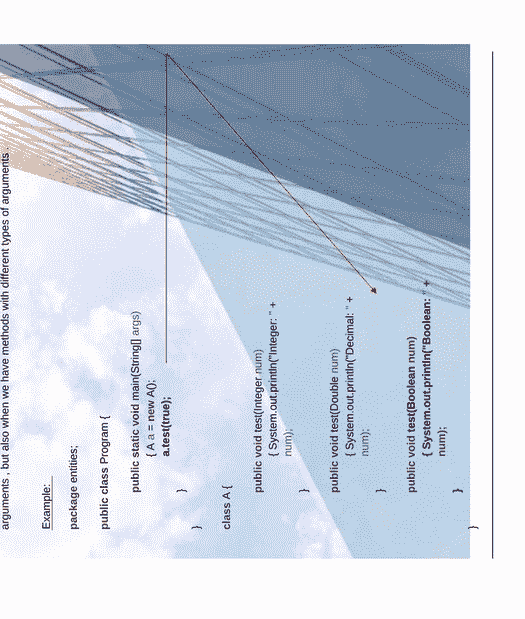 arguments , but also when we have methods with different types of arguments .
Example:
package entities;
public class Program {
public static void main(String[] args)
{ A a = new A();
a.test(true);
}
}
class A {
public void test(Integer num)
{ System.out.println("Integer: " +
num);
}
public void test(Double num)
{ System.out.println("Decimal: " +
num);
}
public void test(Boolean num)
{ System.out.println("Boolean: " +
num);
}
}